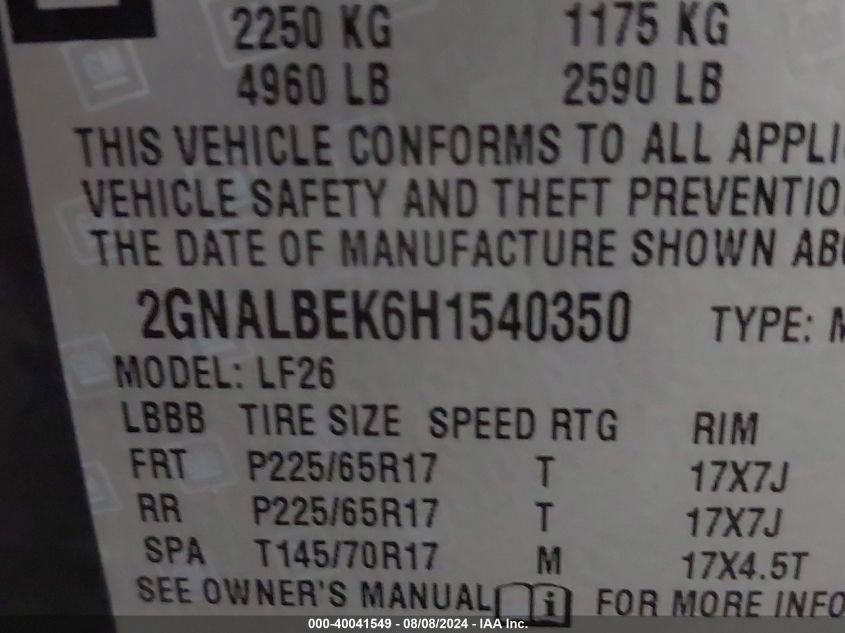 2250 KG 1175 KG
4960 LB 2590 LB
THIS VEHICLE CONFORMS TO ALL APPLI
VEHICLE SAFETY AND THEFT PREVENTIO
THE DATE OF MANUFACTURE SHOWN AB
2GNALBEK6H1540350 TYPE: M
MODEL: LF26
LBBB TIRE SIZE SPEED RTG RIM
FRT P225/65R17 T 17X7J
RR P225/65R17 T 17X7J
SPA T145/70R17 M 17X4.5T
SEE OWNER'S MANUAL i FOR MORE INFO
000-40041549 - 08/08/2024 - IAA Inc.